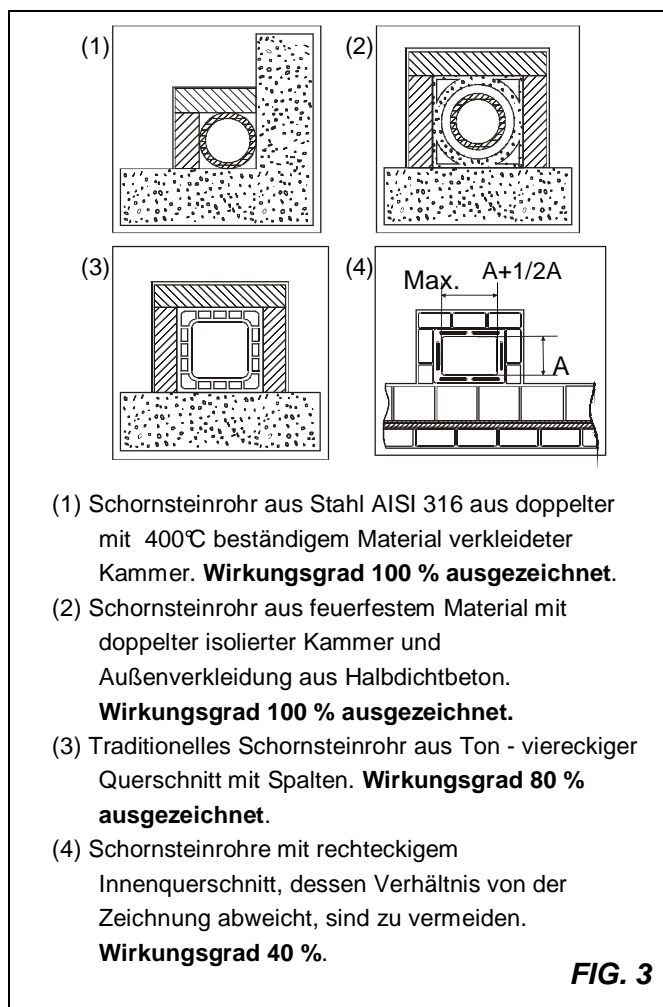 (1)
(2)
(3)
(4)
Max. A+1/2A
A
(1) Schornsteinrohr aus Stahl AISI 316 aus doppelter
mit 400°C beständigem Material verkleideter
Kammer. Wirkungsgrad 100 % ausgezeichnet.
(2) Schornsteinrohr aus feuerfestem Material mit
doppelter isolierter Kammer und
Außenverkleidung aus Halbdichtbeton.
Wirkungsgrad 100 % ausgezeichnet.
(3) Traditionelles Schornsteinrohr aus Ton - viereckiger
Querschnitt mit Spalten. Wirkungsgrad 80 %
ausgezeichnet.
(4) Schornsteinrohre mit rechteckigem
Innenquerschnitt, dessen Verhältnis von der
Zeichnung abweicht, sind zu vermeiden.
Wirkungsgrad 40 %.
FIG. 3